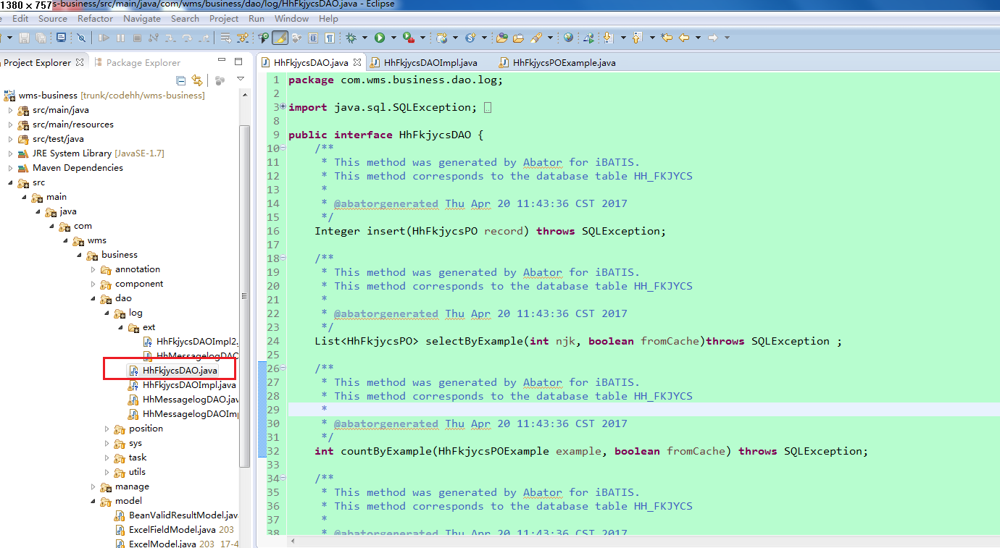 1380 × 757
s-business/src/main/java/com/wms/business/dao/log/HhFkjycsDAO.java - Eclipse
e Edit Source Refactor Navigate Search Project Run Window Help
Project Explorer Package Explorer
wms-business [trunk/codehh/wms-business]
src/main/java
src/main/resources
src/test/java
JRE System Library [JavaSE-1.7]
Maven Dependencies
src
main
java
com
wms
business
annotation
component
dao
log
ext
HhFkjycsDAOImpl2.
HhMessagelogDAO
HhFkjycsDAO.java
HhFkjycsDAOImpl.java
HhMessagelogDAO.jav
HhMessagelogDAOImp
position
sys
task
utils
manage
model
BeanValidResultModel.java
ExcelFieldModel.java 203
ExcelModel.java 203 17-4
HhFkjycsDAO.java HhFkjycsDAOImpl.java HhFkjycsPOExample.java
1 package com.wms.business.dao.log;
2
3 import java.sql.SQLException;
8
9 public interface HhFkjycsDAO {
10 /**
11 * This method was generated by Abator for iBATIS.
12 * This method corresponds to the database table HH_FKJYCS
13 *
14 * @abatorgenerated Thu Apr 20 11:43:36 CST 2017
15 */
16 Integer insert(HhFkjycsPO record) throws SQLException;
17
18 /**
19 * This method was generated by Abator for iBATIS.
20 * This method corresponds to the database table HH_FKJYCS
21 *
22 * @abatorgenerated Thu Apr 20 11:43:36 CST 2017
23 */
24 List<HhFkjycsPO> selectByExample(int njk, boolean fromCache)throws SQLException ;
25
26 /**
27 * This method was generated by Abator for iBATIS.
28 * This method corresponds to the database table HH_FKJYCS
29 *
30 * @abatorgenerated Thu Apr 20 11:43:36 CST 2017
31 */
32 int countByExample(HhFkjycsPOExample example, boolean fromCache) throws SQLException;
33
34 /**
35 * This method was generated by Abator for iBATIS.
36 * This method corresponds to the database table HH_FKJYCS
37 *
38 * @abatorgenerated Thu Apr 20 11:43:36 CST 2017